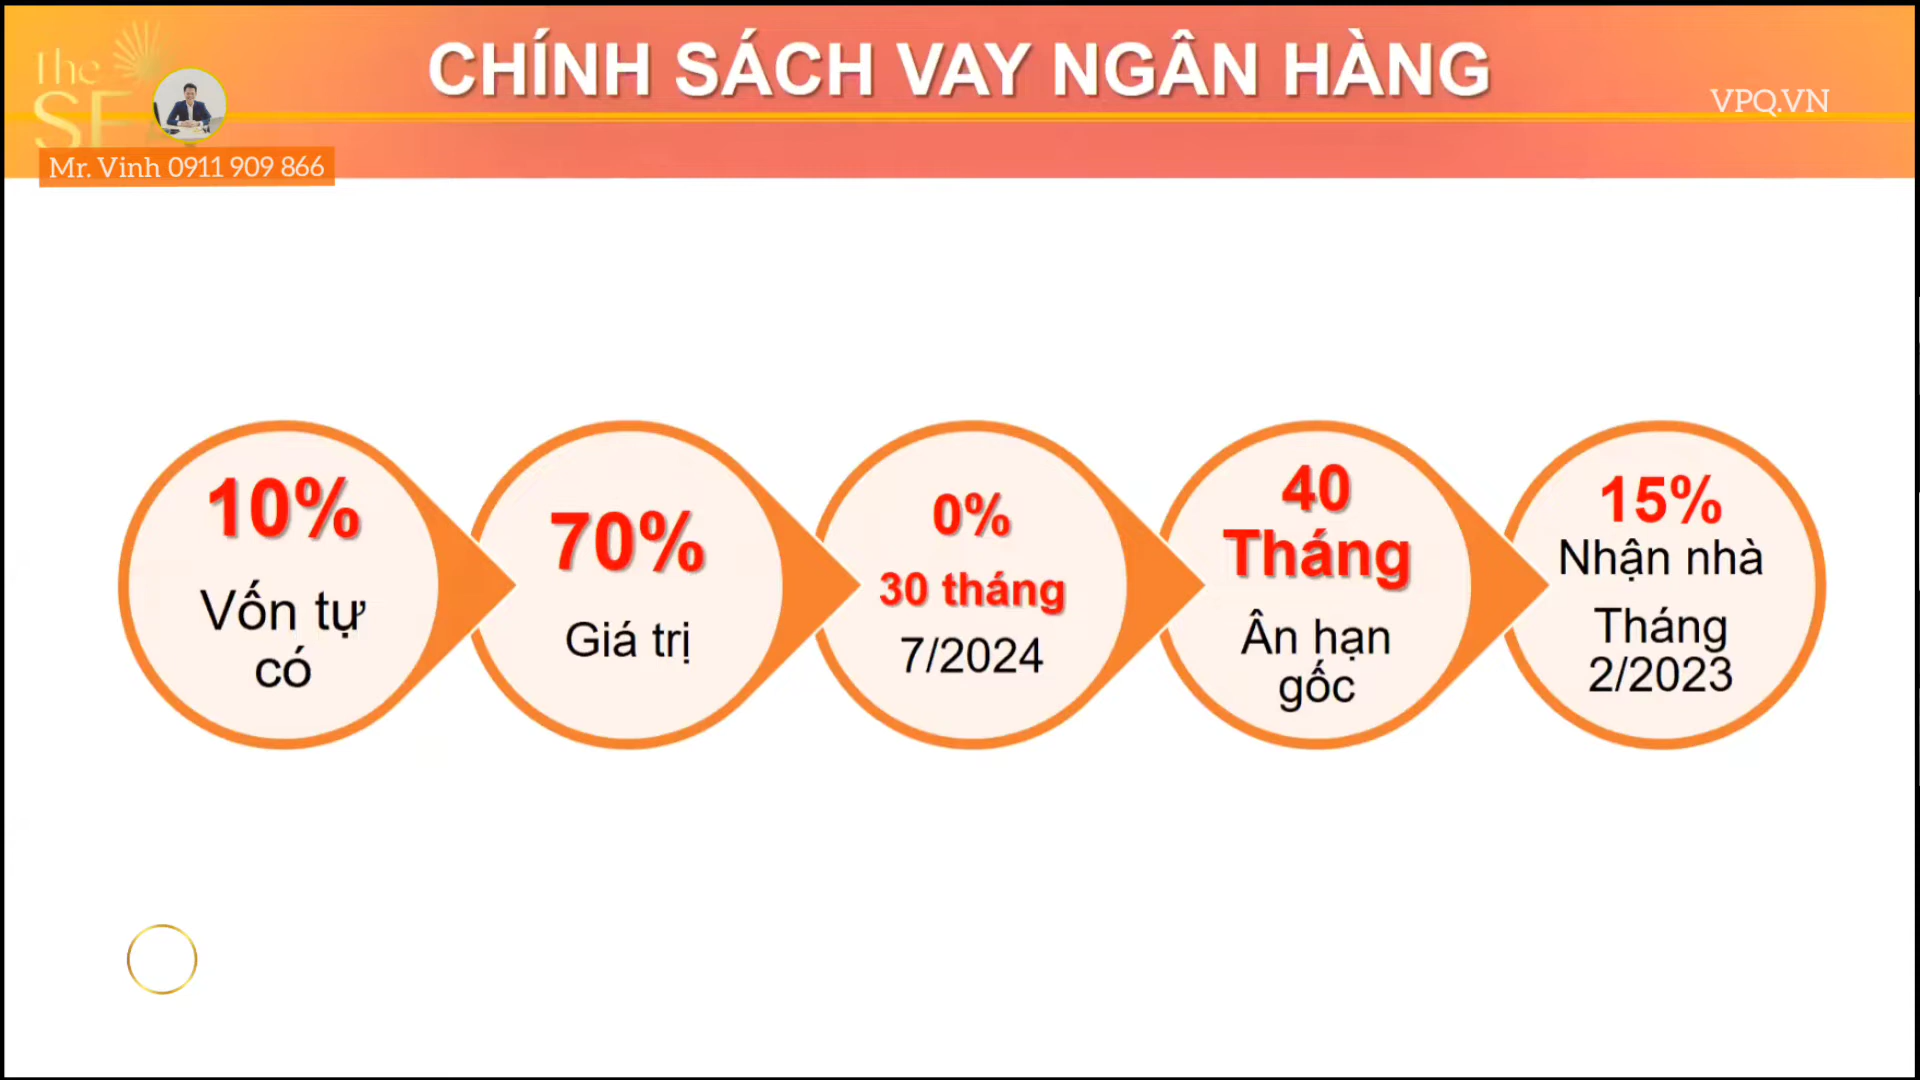 CHÍNH SÁCH VAY NGÂN HÀNG
the
VPQ.VN
Mr. Vinh 0911 909 866
10%
Vốn tự
có
70%
Giá trị
0%
30 tháng
7/2024
40
Tháng
Ân hạn
gốc
15%
Nhận nhà
Tháng
2/2023